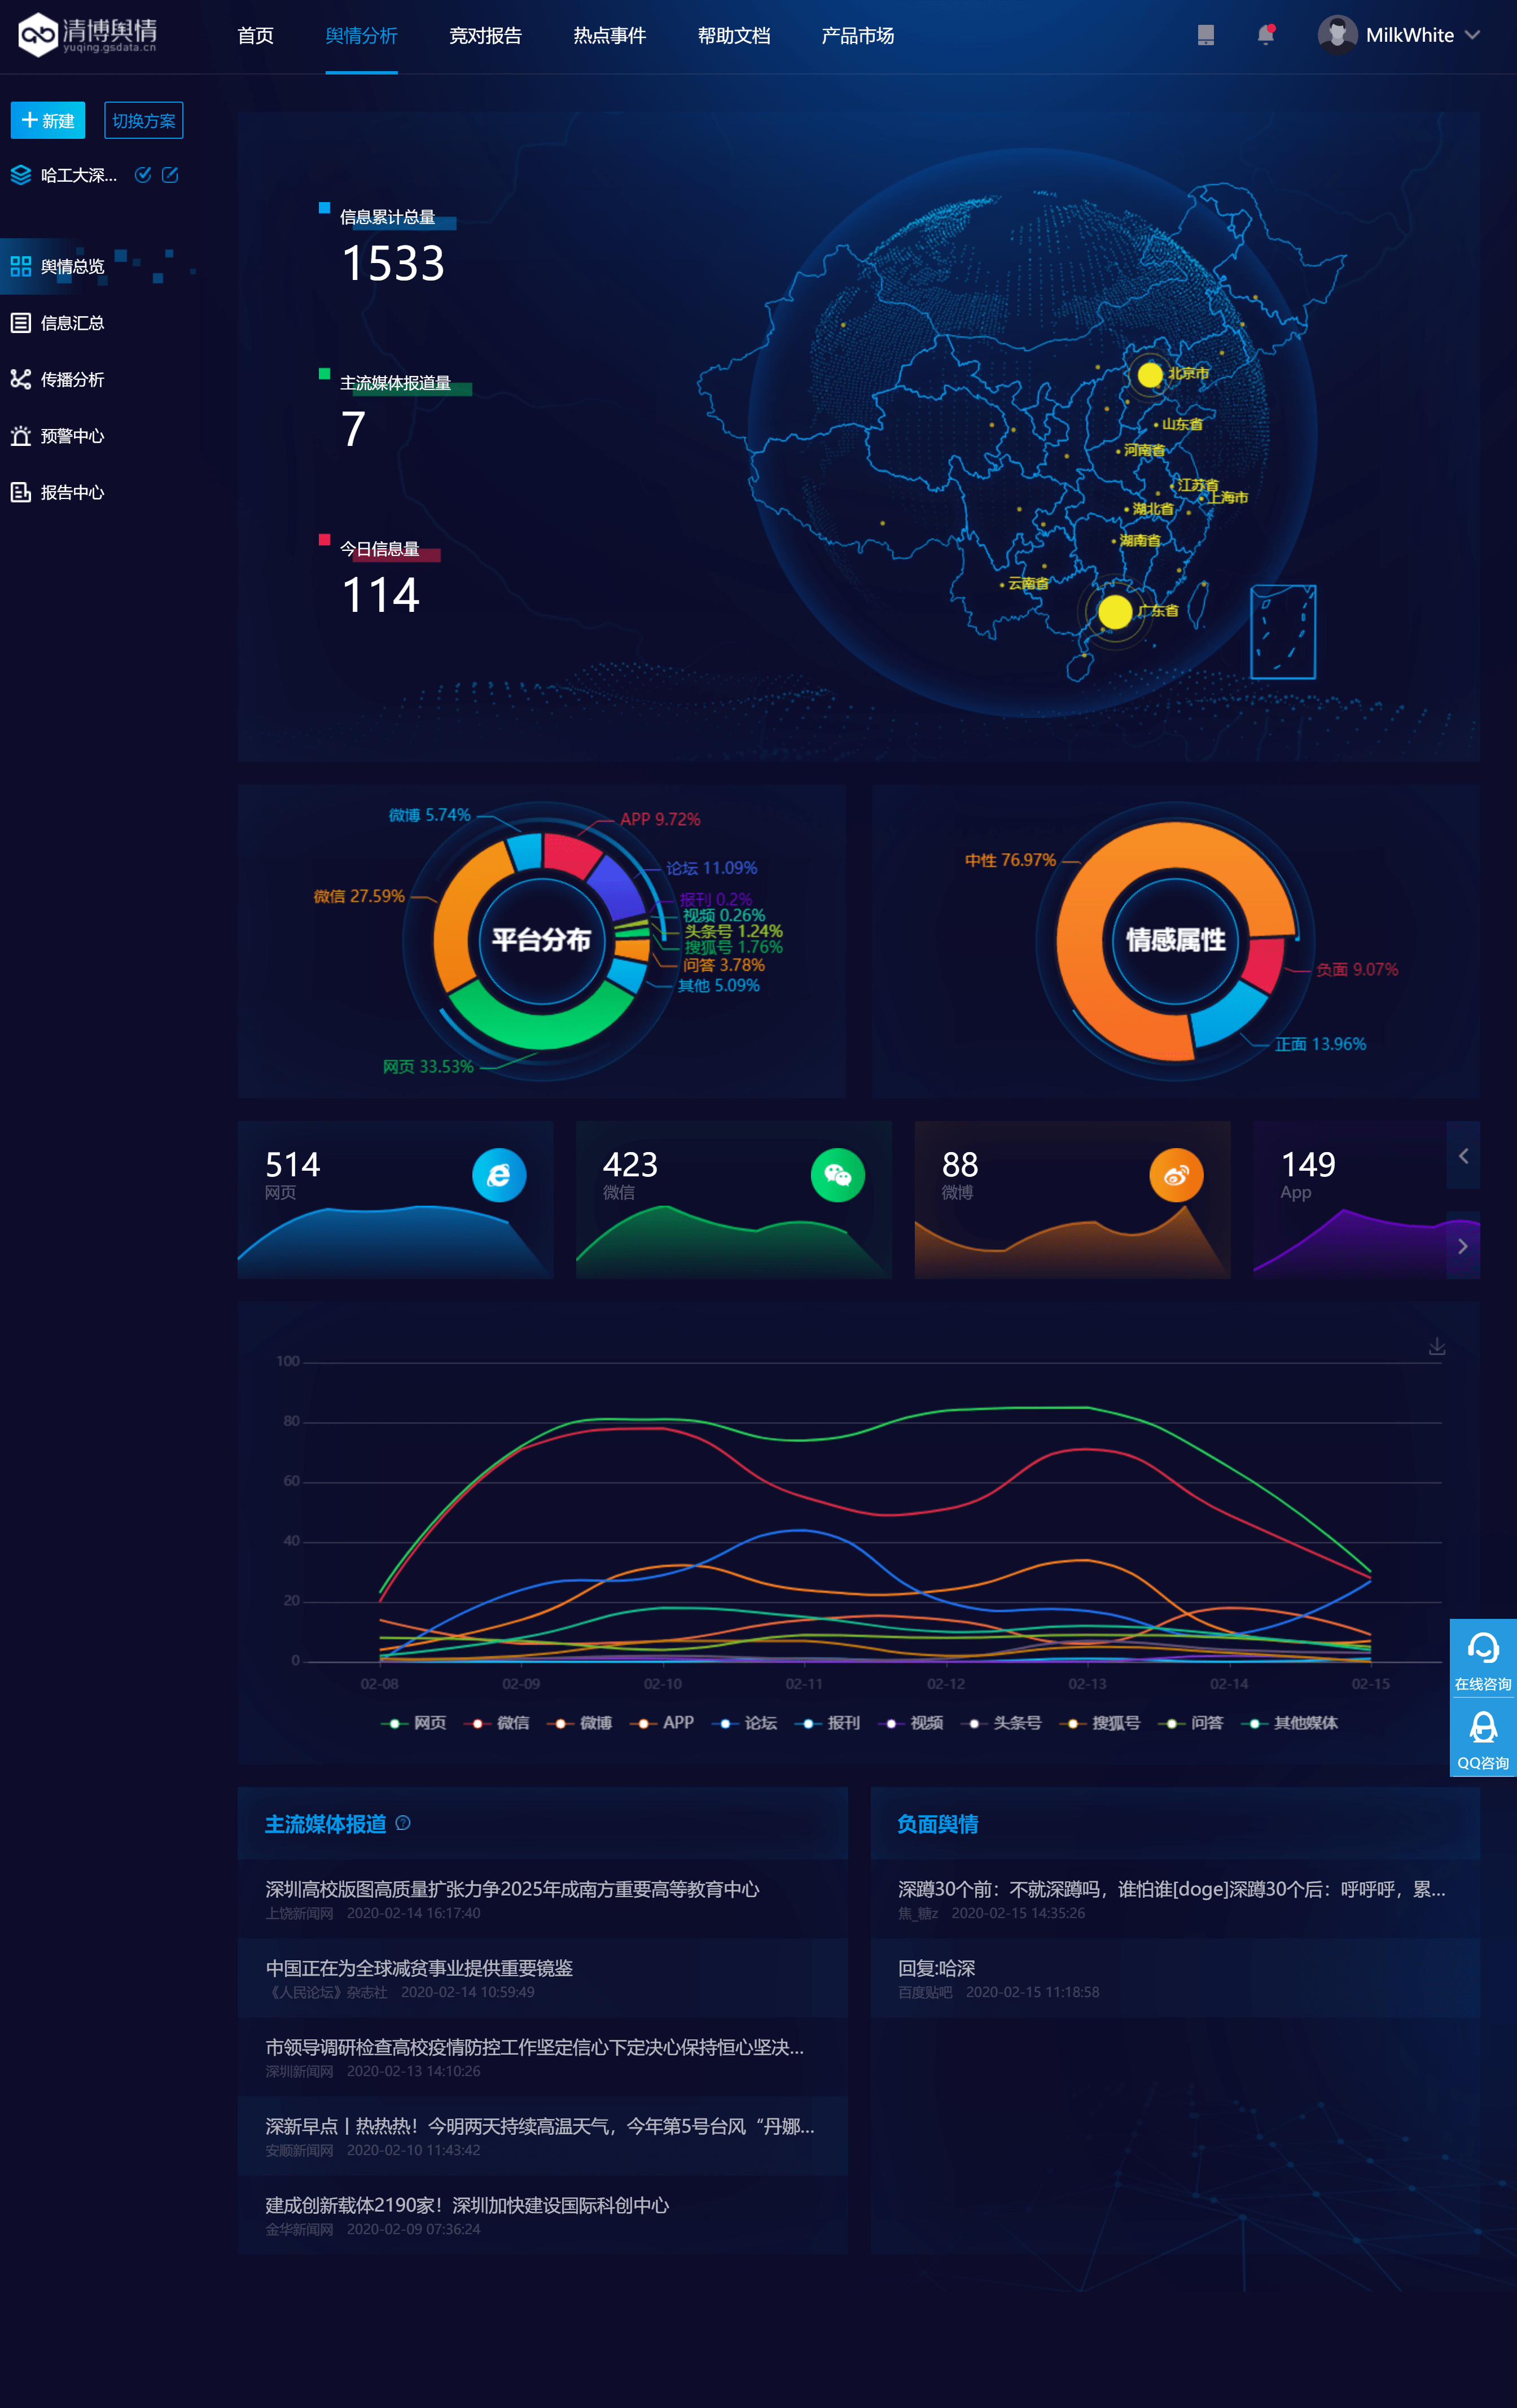 清博舆情
yuqing.gsdata.cn
首页 舆情分析 竞对报告 热点事件 帮助文档 产品市场
MilkWhite
新建 切换方案
哈工大深...
舆情总览
信息汇总
传播分析
预警中心
报告中心
信息累计总量
1533
主流媒体报道量
7
今日信息量
114
北京市
山东省
河南省
江苏省
上海市
湖北省
湖南省
云南省
广东省
平台分布
微博 5.74%
APP 9.72%
论坛 11.09%
微信 27.59%
报刊 0.2%
视频 0.26%
头条号 1.24%
搜狐号 1.76%
问答 3.78%
其他 5.09%
网页 33.53%
情感属性
中性 76.97%
负面 9.07%
正面 13.96%
514
网页
423
微信
88
微博
149
App
100
80
60
40
20
0
02-08 02-09 02-10 02-11 02-12 02-13 02-14 02-15
网页 微信 微博 APP 论坛 报刊 视频 头条号 搜狐号 问答 其他媒体
在线咨询
QQ咨询
主流媒体报道
深圳高校版图高质量扩张力争2025年成南方重要高等教育中心
上饶新闻网 2020-02-14 16:17:40
中国正在为全球减贫事业提供重要镜鉴
《人民论坛》杂志社 2020-02-14 10:59:49
市领导调研检查高校疫情防控工作坚定信心下定决心保持恒心坚决...
深圳新闻网 2020-02-13 14:10:26
深新早点丨热热热！今明两天持续高温天气，今年第5号台风“丹娜...
安顺新闻网 2020-02-10 11:43:42
建成创新载体2190家！深圳加快建设国际科创中心
金华新闻网 2020-02-09 07:36:24
负面舆情
深蹲30个前：不就深蹲吗，谁怕谁[doge]深蹲30个后：呼呼呼，累...
焦_糖z 2020-02-15 14:35:26
回复:哈深
百度贴吧 2020-02-15 11:18:58